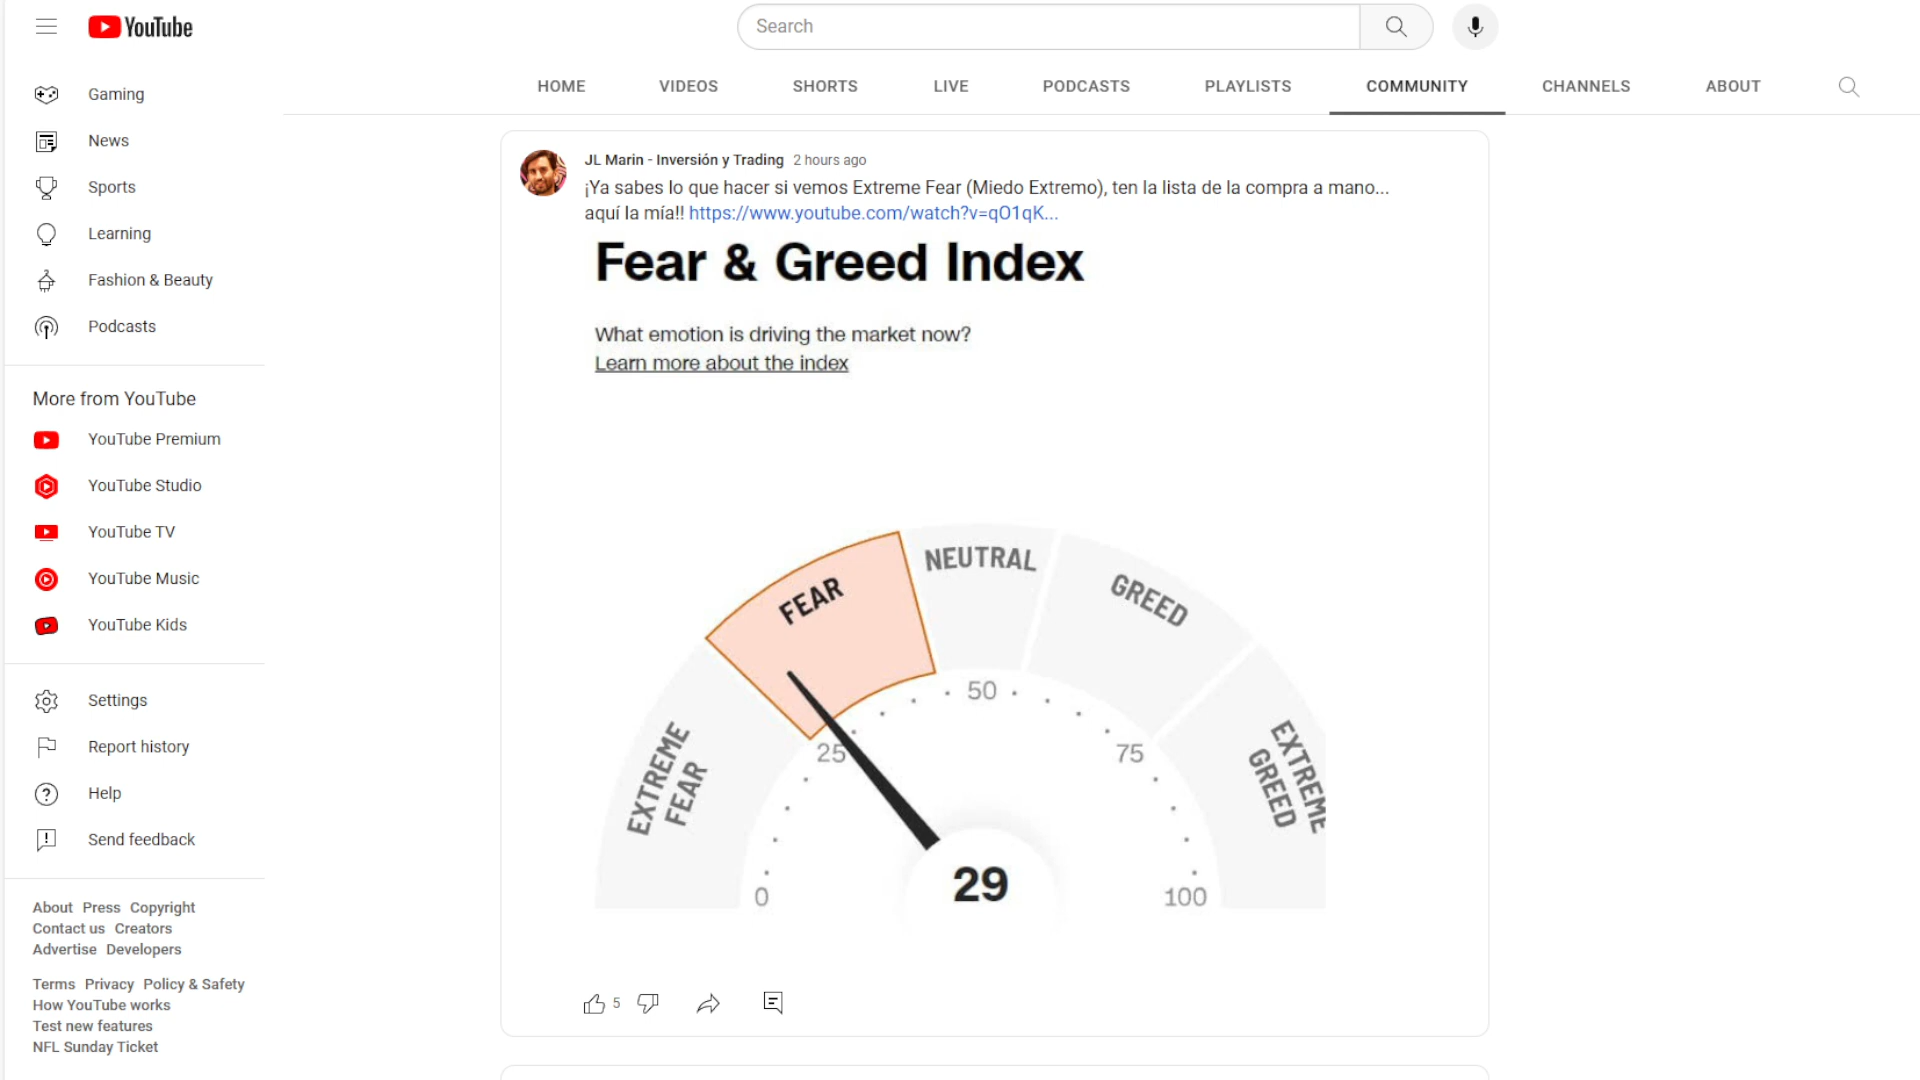 YouTube
Search
HOME
VIDEOS
SHORTS
LIVE
PODCASTS
PLAYLISTS
COMMUNITY
CHANNELS
ABOUT
Gaming
News
Sports
Learning
Fashion & Beauty
Podcasts
More from YouTube
YouTube Premium
YouTube Studio
YouTube TV
YouTube Music
YouTube Kids
Settings
Report history
Help
Send feedback
About Press Copyright
Contact us Creators
Advertise Developers
Terms Privacy Policy & Safety
How YouTube works
Test new features
NFL Sunday Ticket
JL Marin - Inversión y Trading 2 hours ago
¡Ya sabes lo que hacer si vemos Extreme Fear (Miedo Extremo), ten la lista de la compra a mano...
aquí la mía!! https://www.youtube.com/watch?v=qO1qK...
Fear & Greed Index
What emotion is driving the market now?
Learn more about the index
EXTREME
FEAR
FEAR
NEUTRAL
GREED
EXTREME
GREED
0
25
50
75
100
29
5